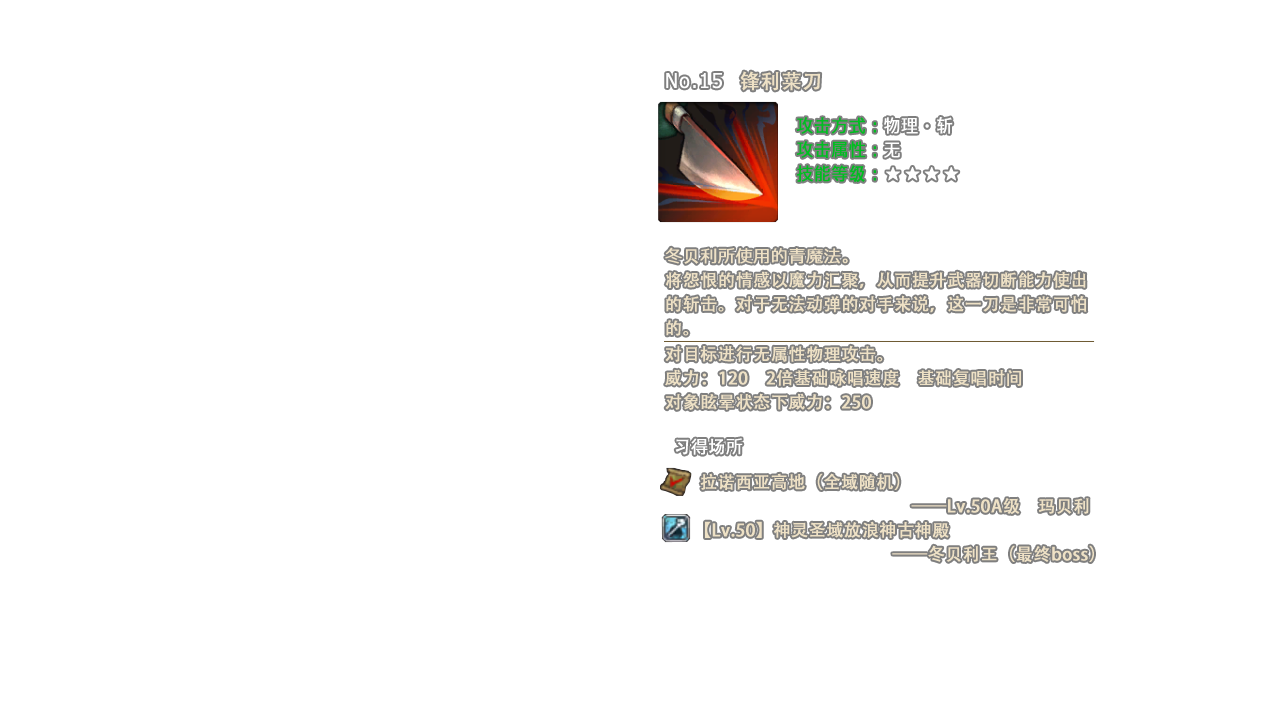 No.15 锋利菜刀
攻击方式：物理·斩
攻击属性：无
技能等级：☆☆☆☆
冬贝利所使用的青魔法。
将怨恨的情感以魔力汇聚，从而提升武器切断能力使出
的斩击。对于无法动弹的对手来说，这一刀是非常可怕
的。
对目标进行无属性物理攻击。
威力：120　2倍基础咏唱速度　基础复唱时间
对象眩晕状态下威力：250
习得场所
拉诺西亚高地（全域随机）
——Lv.50A级　玛贝利
【Lv.50】神灵圣域放浪神古神殿
——冬贝利王（最终boss）